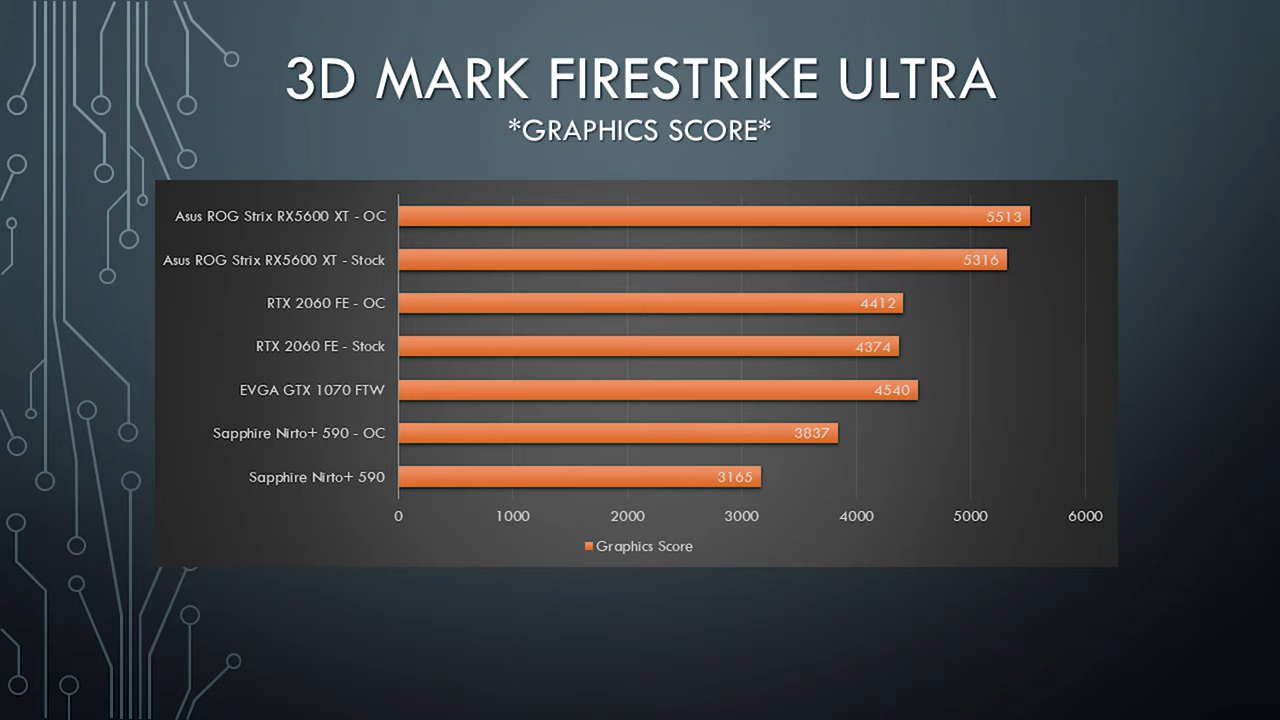 3D MARK FIRESTRIKE ULTRA
*GRAPHICS SCORE*
Asus ROG Strix RX5600 XT - OC 5513
Asus ROG Strix RX5600 XT - Stock 5316
RTX 2060 FE - OC 4412
RTX 2060 FE - Stock 4374
EVGA GTX 1070 FTW 4540
Sapphire Nirto+ 590 - OC 3837
Sapphire Nirto+ 590 3165
0 1000 2000 3000 4000 5000 6000
Graphics Score